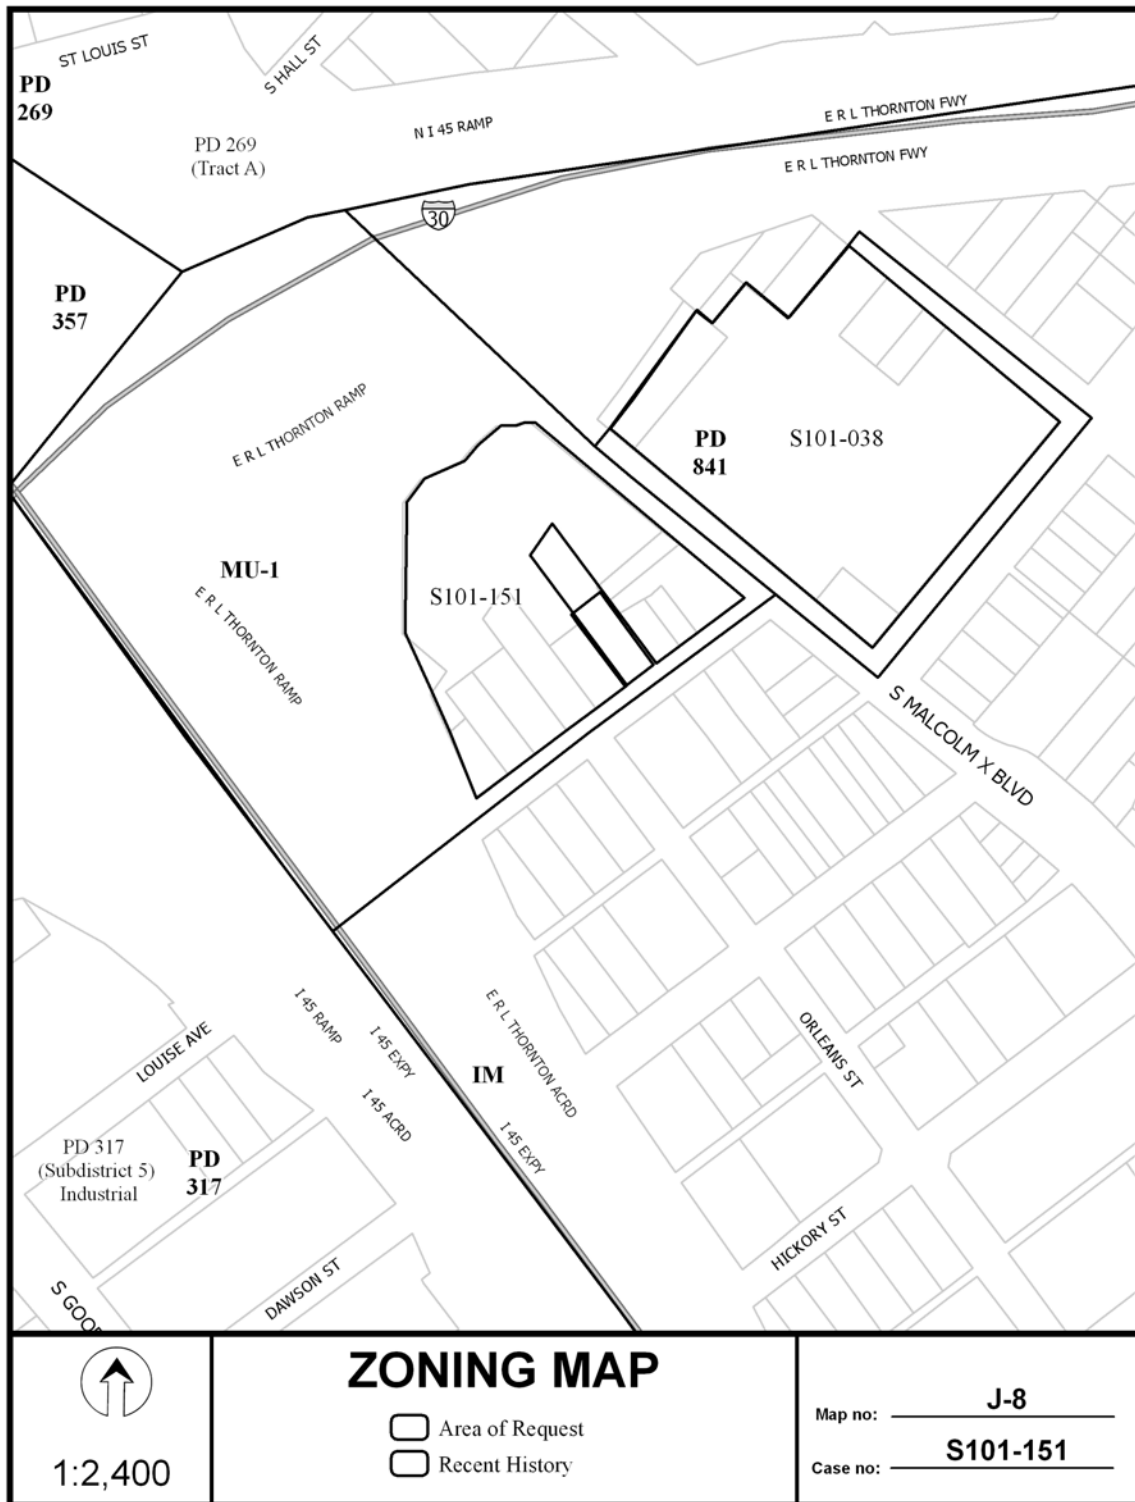 ST LOUIS ST
S HALL ST
PD
269
PD 269
(Tract A)
N I 45 RAMP
E R L THORNTON FWY
E R L THORNTON FWY
30
PD
357
E R L THORNTON RAMP
PD
841
S101-038
MU-1
S101-151
E R L THORNTON RAMP
S MALCOLM X BLVD
I 45 RAMP
I 45 EXPY
I 45 ACRD
E R L THORNTON ACRD
IM
I 45 EXPY
ORLEANS ST
LOUISE AVE
PD 317
(Subdistrict 5)
Industrial
PD
317
HICKORY ST
DAWSON ST
1:2,400
ZONING MAP
Area of Request
Recent History
Map no: J-8
Case no: S101-151